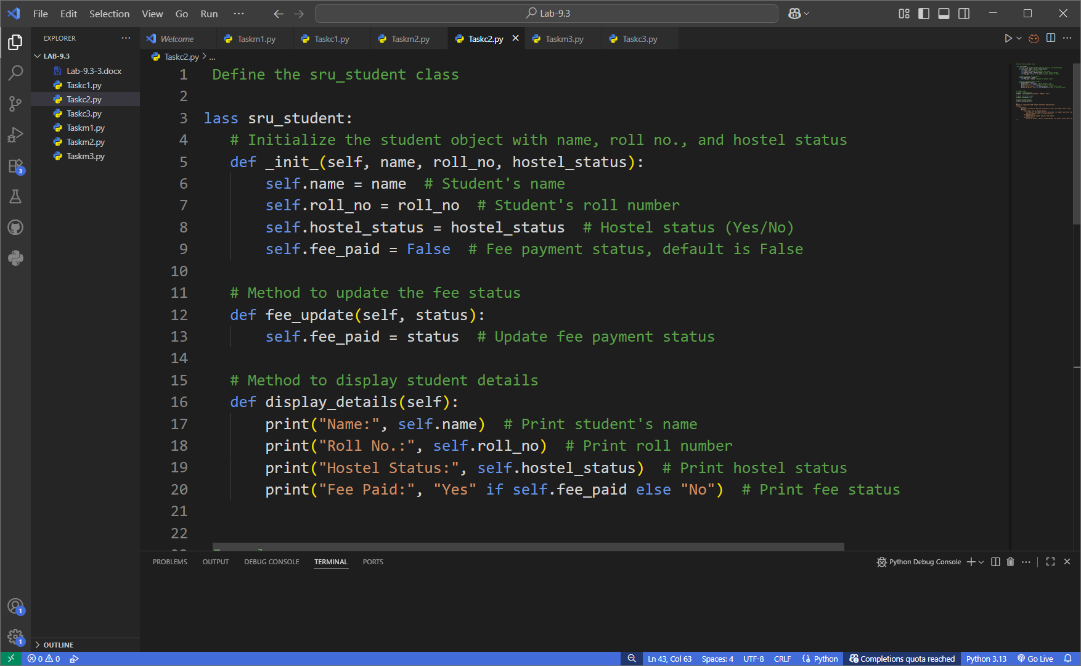 File Edit Selection View Go Run ··· Lab-9.3
EXPLORER ···
LAB-9.3
Lab-9.3-3.docx
Taskc1.py
Taskc2.py
Taskc3.py
Taskm1.py
Taskm2.py
Taskm3.py
Welcome Taskm1.py Taskc1.py Taskm2.py Taskc2.py Taskm3.py Taskc3.py
Taskc2.py > ...
1 Define the sru_student class
2
3 lass sru_student:
4 # Initialize the student object with name, roll no., and hostel status
5 def _init_(self, name, roll_no, hostel_status):
6 self.name = name # Student's name
7 self.roll_no = roll_no # Student's roll number
8 self.hostel_status = hostel_status # Hostel status (Yes/No)
9 self.fee_paid = False # Fee payment status, default is False
10
11 # Method to update the fee status
12 def fee_update(self, status):
13 self.fee_paid = status # Update fee payment status
14
15 # Method to display student details
16 def display_details(self):
17 print("Name:", self.name) # Print student's name
18 print("Roll No.:", self.roll_no) # Print roll number
19 print("Hostel Status:", self.hostel_status) # Print hostel status
20 print("Fee Paid:", "Yes" if self.fee_paid else "No") # Print fee status
21
22
PROBLEMS OUTPUT DEBUG CONSOLE TERMINAL PORTS Python Debug Console
OUTLINE
0 0 Ln 43, Col 63 Spaces: 4 UTF-8 CRLF Python Completions quota reached Python 3.13 Go Live